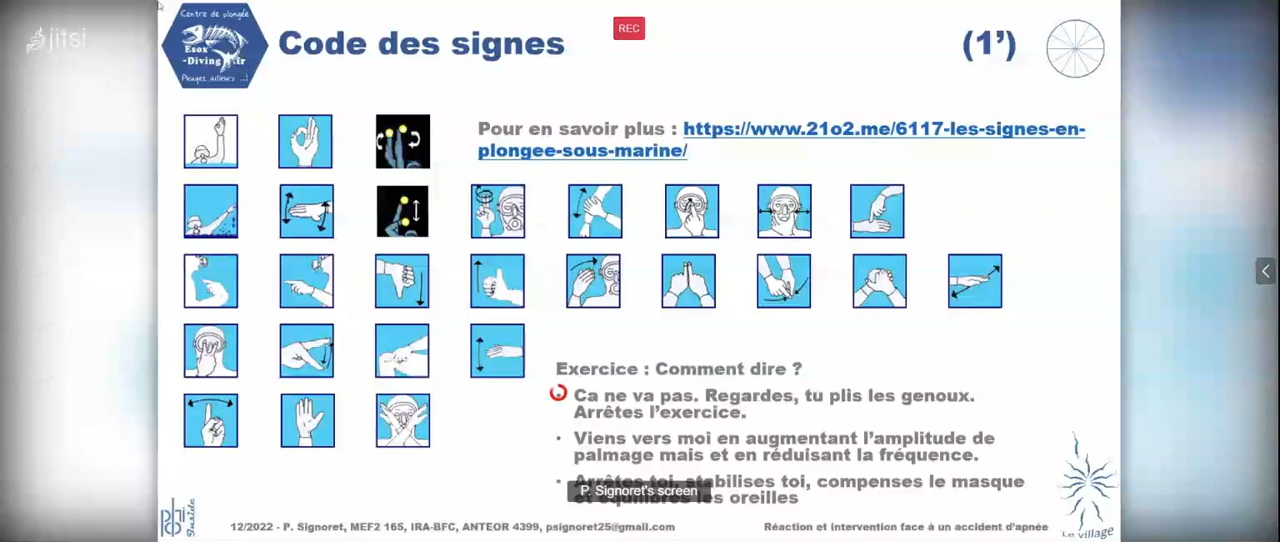 jitsi
Centre de plongée
Esox
-Diving.fr
Plongez ailleurs ...!
Code des signes
REC
(1’)
Pour en savoir plus : https://www.21o2.me/6117-les-signes-en-
plongee-sous-marine/
Exercice : Comment dire ?
Ca ne va pas. Regardes, tu plis les genoux.
Arrêtes l’exercice.
• Viens vers moi en augmentant l’amplitude de
palmage mais et en réduisant la fréquence.
• Arrêtes toi, stabilises toi, compenses le masque
et équilibres les oreilles
P. Signoret's screen
Inside
12/2022 - P. Signoret, MEF2 165, IRA-BFC, ANTEOR 4399, psignoret25@gmail.com
Réaction et intervention face à un accident d’apnée
Le village